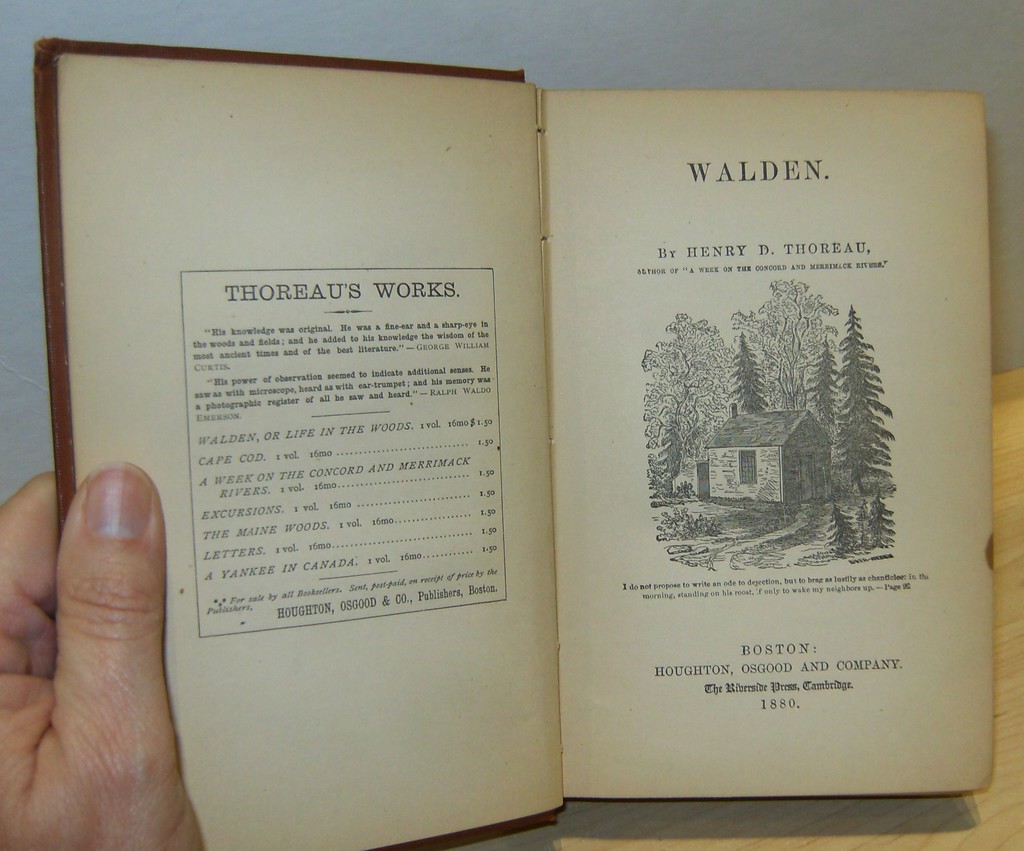 THOREAU'S WORKS.
"His knowledge was original. He was a fine-ear and a sharp-eye in
the woods and fields; and he added to his knowledge the wisdom of the
most ancient times and of the best literature." — GEORGE WILLIAM
CURTIS.
"His power of observation seemed to indicate additional senses. He
saw as with microscope, heard as with ear-trumpet; and his memory was
a photographic register of all he saw and heard." — RALPH WALDO
EMERSON.
WALDEN, OR LIFE IN THE WOODS. 1 vol. 16mo $1.50
CAPE COD. 1 vol. 16mo .......... 1.50
A WEEK ON THE CONCORD AND MERRIMACK
RIVERS. 1 vol. 16mo.......... 1.50
EXCURSIONS. 1 vol. 16mo .......... 1.50
THE MAINE WOODS. 1 vol. 16mo.......... 1.50
LETTERS. 1 vol. 16mo.......... 1.50
A YANKEE IN CANADA. 1 vol. 16mo.......... 1.50
For sale by all Booksellers. Sent, post-paid, on receipt of price by the
Publishers,
HOUGHTON, OSGOOD & CO., Publishers, Boston.
WALDEN.
BY HENRY D. THOREAU,
AUTHOR OF "A WEEK ON THE CONCORD AND MERRIMACK RIVERS."
I do not propose to write an ode to dejection, but to brag as lustily as chanticleer in the
morning, standing on his roost, if only to wake my neighbors up. — Page
BOSTON:
HOUGHTON, OSGOOD AND COMPANY.
The Riverside Press, Cambridge.
1880.